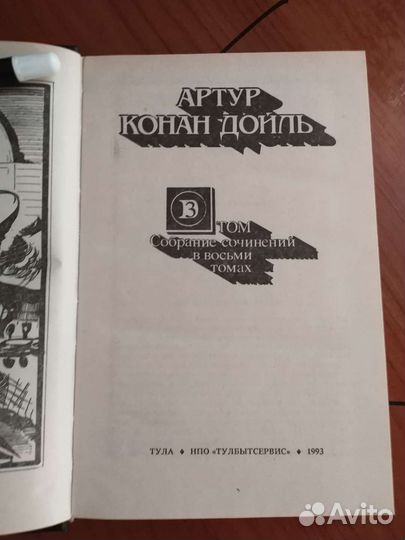 АРТУР
КОНАН ДОЙЛЬ
3
ТОМ
Собрание сочинений
в восьми
томах
ТУЛА ♦ НПО «ТУЛБЫТСЕРВИС» ♦ 1993
Avito